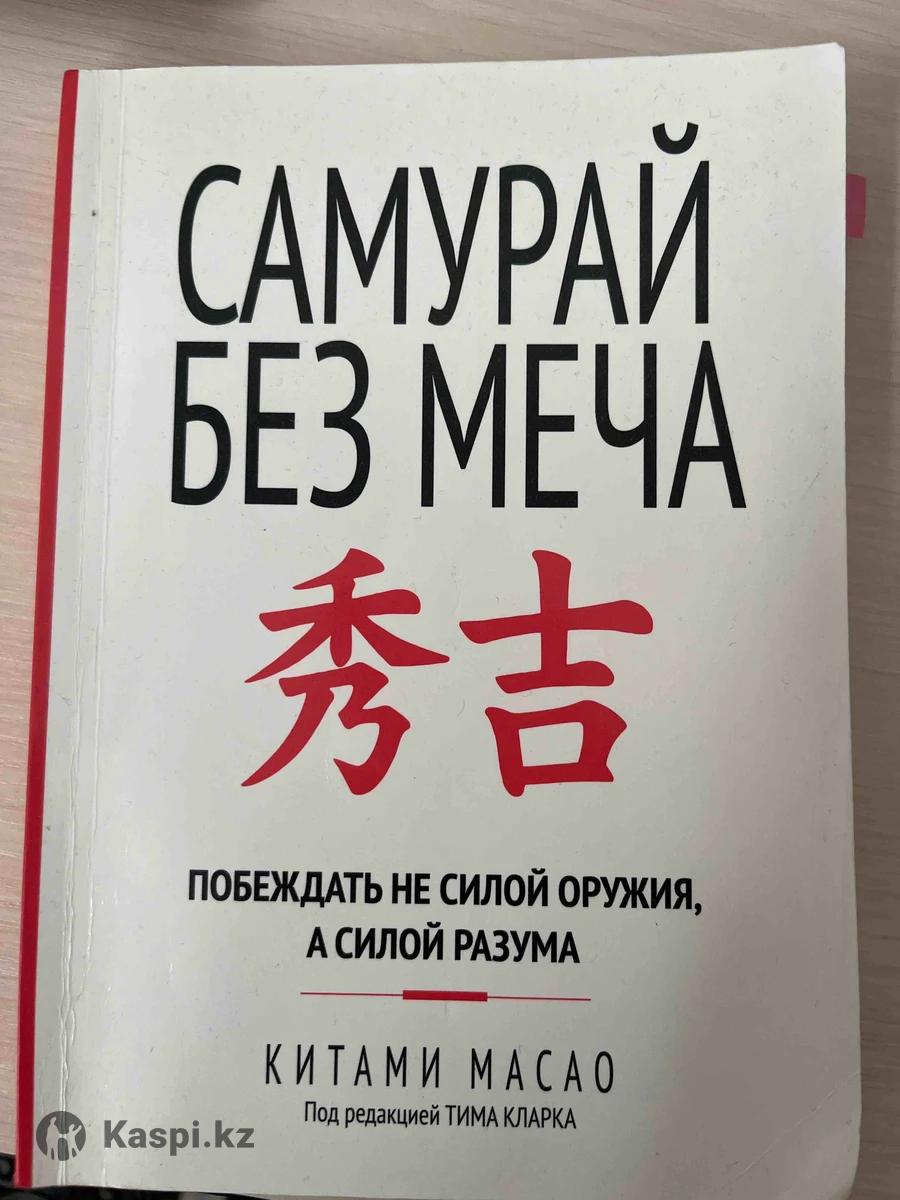 САМУРАЙ
БЕЗ МЕЧА
秀吉
ПОБЕЖДАТЬ НЕ СИЛОЙ ОРУЖИЯ,
А СИЛОЙ РАЗУМА
КИТАМИ МАСАО
Под редакцией ТИМА КЛАРКА
Kaspi.kz